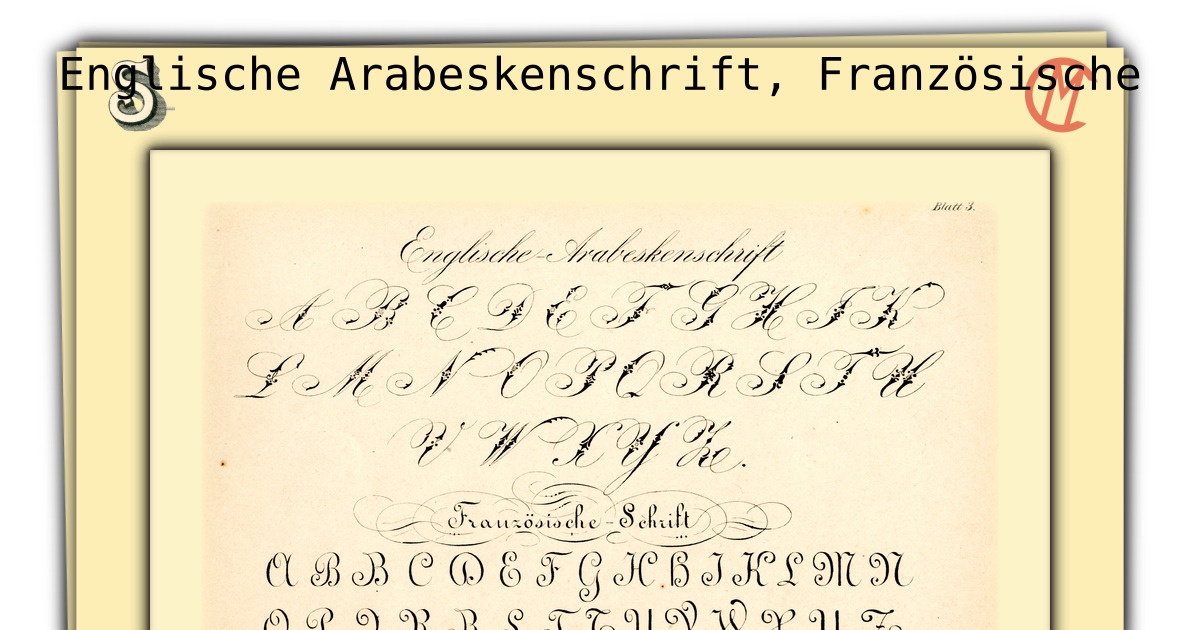 Englische Arabeskenschrift, Französische
S
Blatt 3.
Englische-Arabeskenschrift
A B C D E F G H I K
L M N O P Q R S T U
V W X Y Z.
Französische-Schrift
A B B C D E F G H H I K L M N
O P Q R R S T T U V W X Y Z